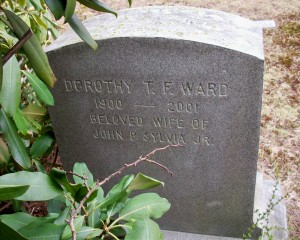 DOROTHY T. F. WARD
1900 — 2001
BELOVED WIFE OF
JOHN P. SYLVIA JR.